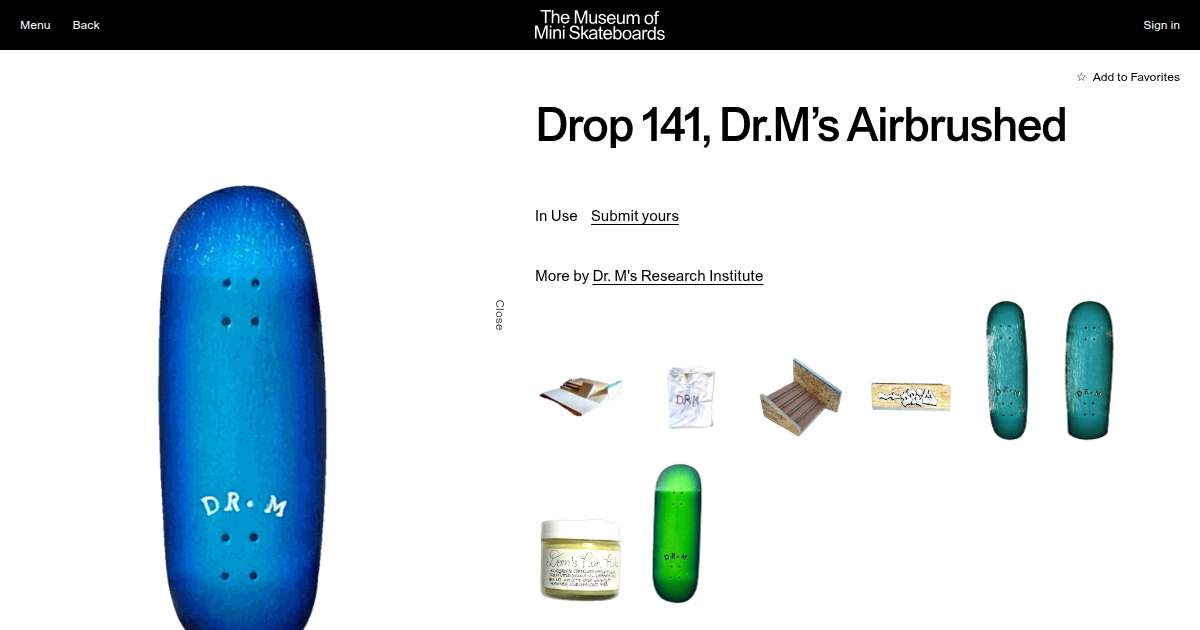 Menu
Back
The Museum of
Mini Skateboards
Sign in
☆ Add to Favorites
Drop 141, Dr.M’s Airbrushed
In Use Submit yours
More by Dr. M's Research Institute
Close
DR•M
DR M
DR•M
DR•M
DR•M